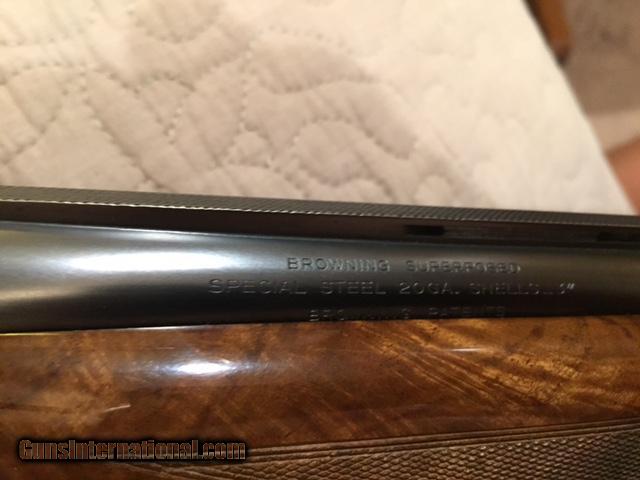 BROWNING SUPERPOSED
SPECIAL STEEL 20GA. SHELLS
PATENTS
GunsInternational.com